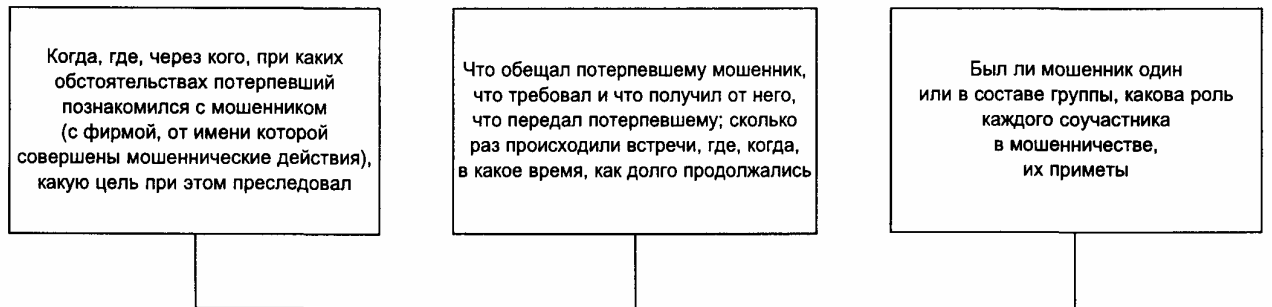 Когда, где, через кого, при каких
обстоятельствах потерпевший
познакомился с мошенником
(с фирмой, от имени которой
совершены мошеннические действия),
какую цель при этом преследовал
Что обещал потерпевшему мошенник,
что требовал и что получил от него,
что передал потерпевшему; сколько
раз происходили встречи, где, когда,
в какое время, как долго продолжались
Был ли мошенник один
или в составе группы, какова роль
каждого соучастника
в мошенничестве,
их приметы